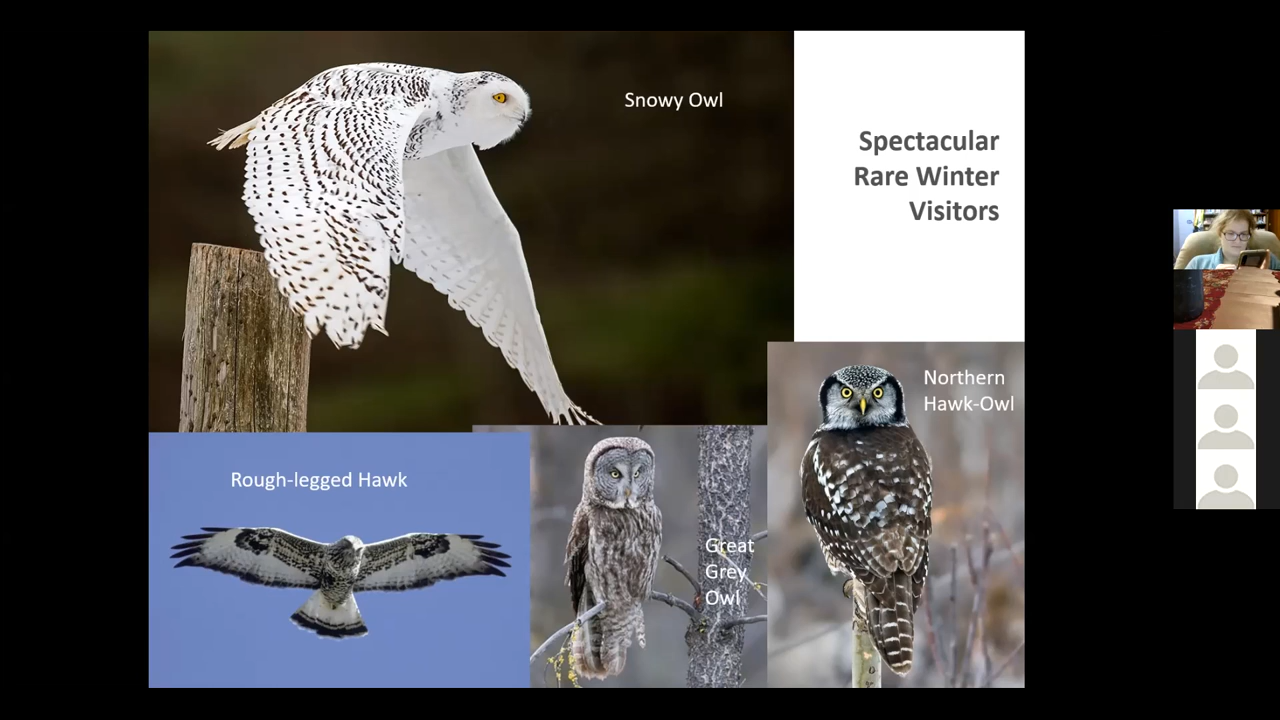 Snowy Owl
Spectacular
Rare Winter
Visitors
Northern
Hawk-Owl
Rough-legged Hawk
Great
Grey
Owl